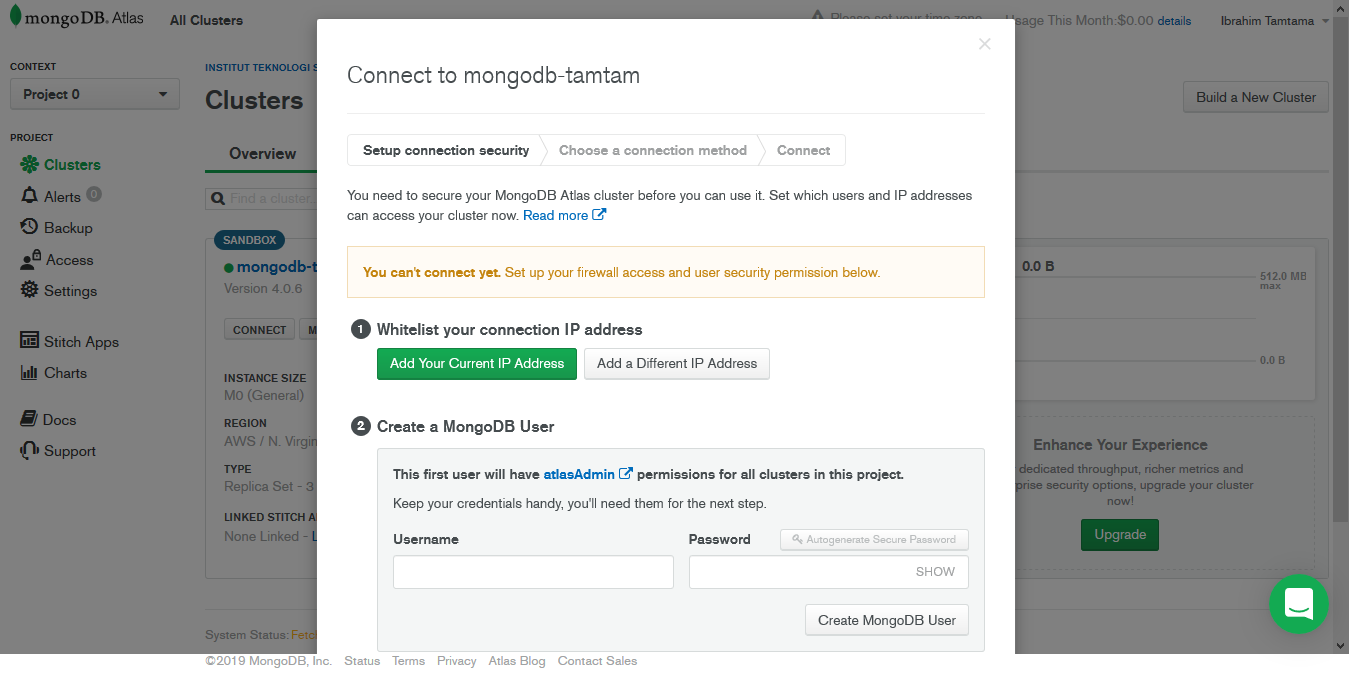 mongoDB. Atlas
All Clusters
Please set your time zone
Usage This Month:$0.00 details
Ibrahim Tamtama
CONTEXT
Project 0
PROJECT
Clusters
Alerts 0
Backup
Access
Settings
Stitch Apps
Charts
Docs
Support
INSTITUT TEKNOLOGI S
Clusters
Build a New Cluster
Overview
Find a cluster
SANDBOX
mongodb-t
Version 4.0.6
CONNECT
M
INSTANCE SIZE
M0 (General)
REGION
AWS / N. Virgin
TYPE
Replica Set - 3
LINKED STITCH A
None Linked - L
Connect to mongodb-tamtam
Setup connection security
Choose a connection method
Connect
You need to secure your MongoDB Atlas cluster before you can use it. Set which users and IP addresses
can access your cluster now. Read more
You can't connect yet. Set up your firewall access and user security permission below.
1 Whitelist your connection IP address
Add Your Current IP Address
Add a Different IP Address
2 Create a MongoDB User
This first user will have atlasAdmin permissions for all clusters in this project.
Keep your credentials handy, you'll need them for the next step.
Username
Password
Autogenerate Secure Password
SHOW
Create MongoDB User
0.0 B
512.0 MB
max
0.0 B
Enhance Your Experience
dedicated throughput, richer metrics and
prise security options, upgrade your cluster
now!
Upgrade
System Status: Fetc
©2019 MongoDB, Inc. Status Terms Privacy Atlas Blog Contact Sales